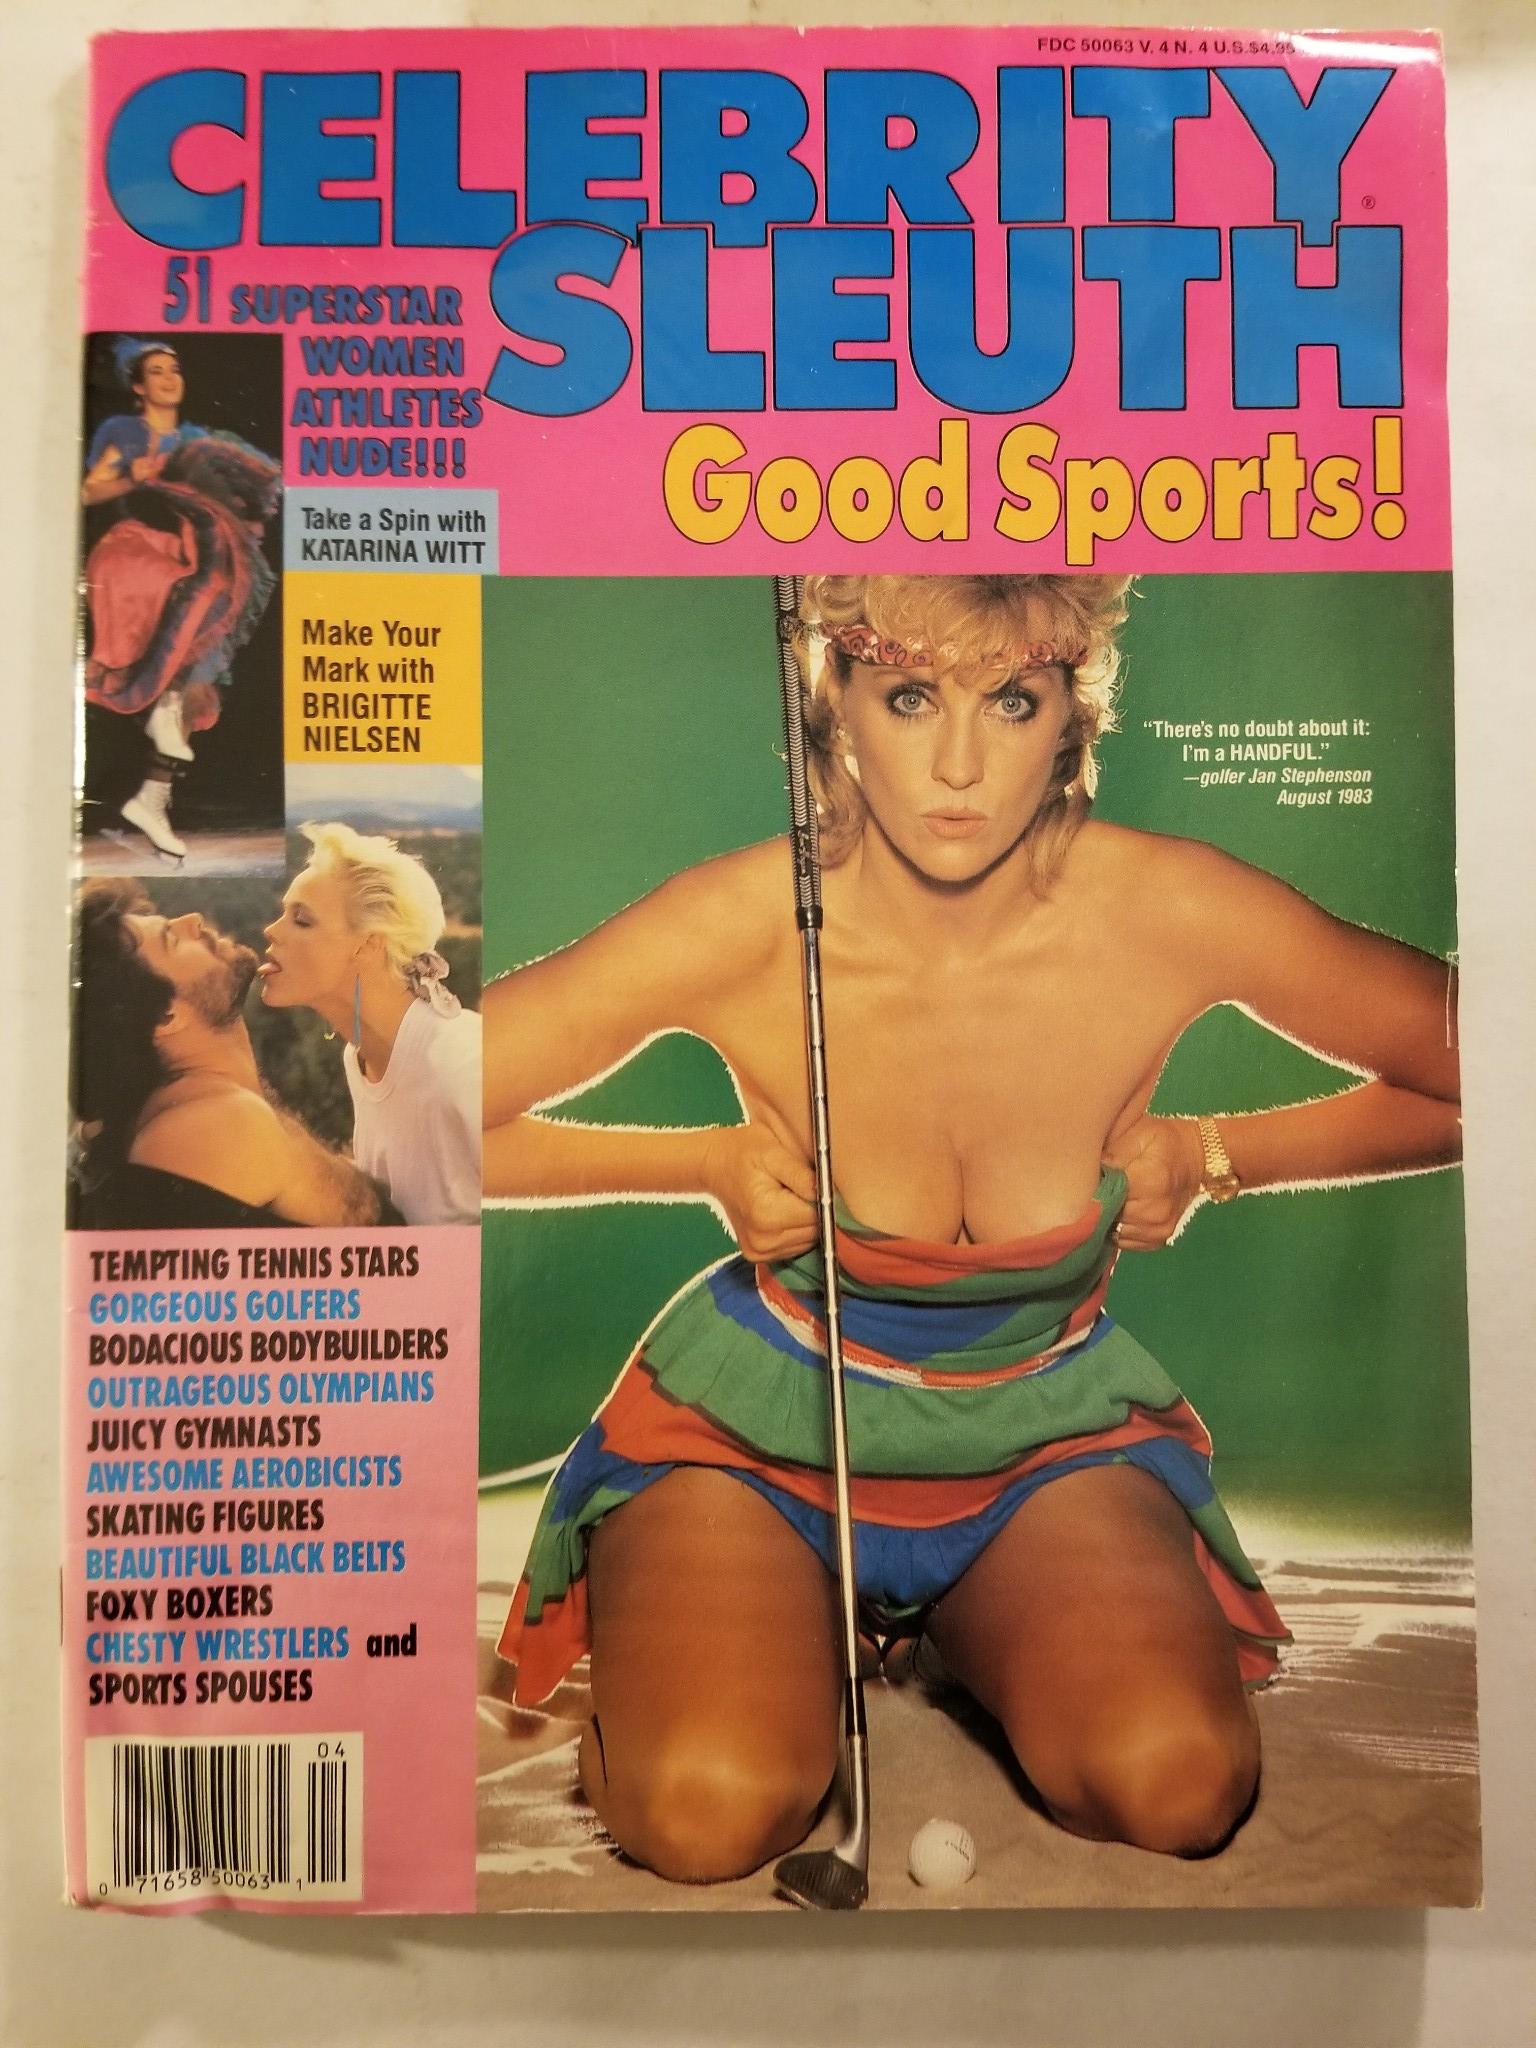 FDC 50063 V. 4 N. 4 U.S.$4.95
CELEBRITY
SLEUTH
®
Good Sports!
51 SUPERSTAR
WOMEN
ATHLETES
NUDE!!!
Take a Spin with
KATARINA WITT
Make Your
Mark with
BRIGITTE
NIELSEN
“There's no doubt about it:
I'm a HANDFUL.”
—golfer Jan Stephenson
August 1983
TEMPTING TENNIS STARS
GORGEOUS GOLFERS
BODACIOUS BODYBUILDERS
OUTRAGEOUS OLYMPIANS
JUICY GYMNASTS
AWESOME AEROBICISTS
SKATING FIGURES
BEAUTIFUL BLACK BELTS
FOXY BOXERS
CHESTY WRESTLERS and
SPORTS SPOUSES
04
0 71658 50063 1